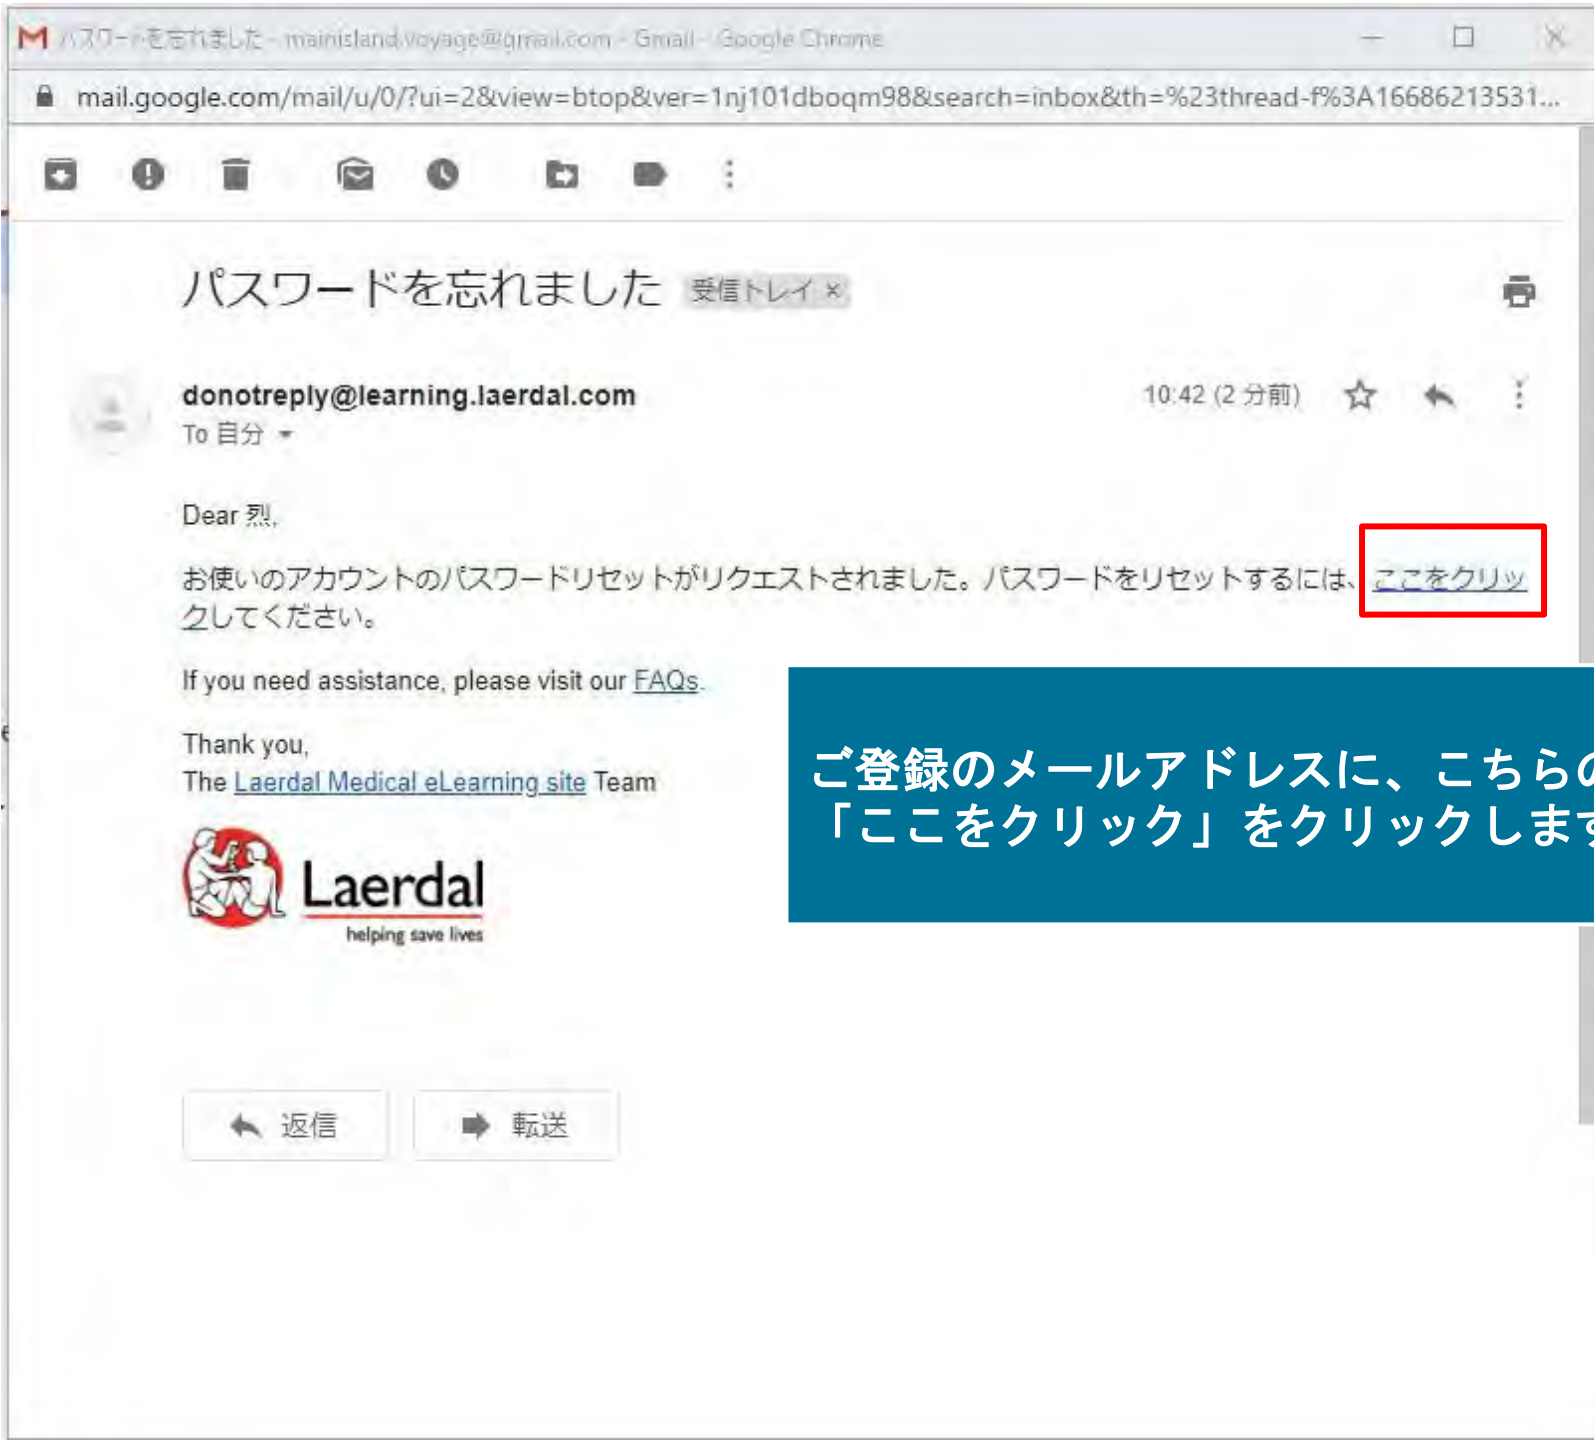 パスワードを忘れました - mainisland.voyage@gmail.com - Gmail - Google Chrome
mail.google.com/mail/u/0/?ui=2&view=btop&ver=1nj101dboqm98&search=inbox&th=%23thread-f%3A16686213531...
パスワードを忘れました 受信トレイ ×
donotreply@learning.laerdal.com 10:42 (2 分前)
To 自分
Dear 烈,
お使いのアカウントのパスワードリセットがリクエストされました。パスワードをリセットするには、ここをクリッ
クしてください。
If you need assistance, please visit our FAQs.
Thank you,
The Laerdal Medical eLearning site Team
ご登録のメールアドレスに、こちらの
「ここをクリック」をクリックします
Laerdal
helping save lives
返信 転送